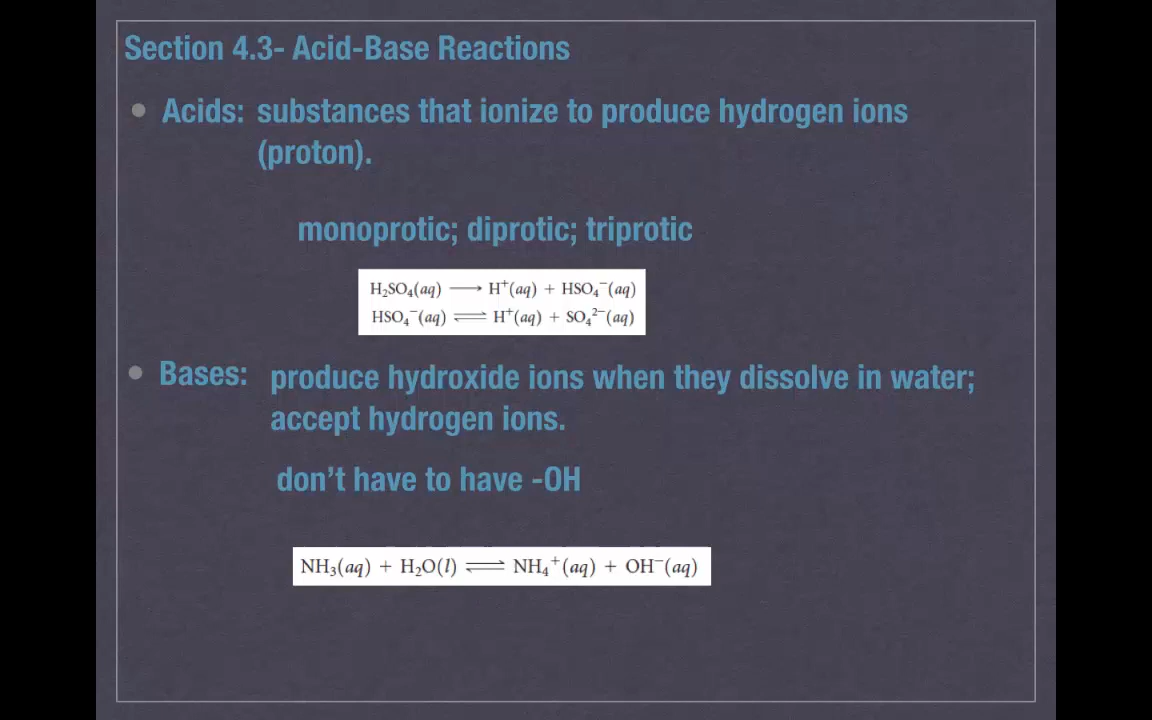 Section 4.3- Acid-Base Reactions
• Acids: substances that ionize to produce hydrogen ions
(proton).
monoprotic; diprotic; triprotic
H₂SO₄(aq) ⟶ H⁺(aq) + HSO₄⁻(aq)
HSO₄⁻(aq) ⇌ H⁺(aq) + SO₄²⁻(aq)
• Bases: produce hydroxide ions when they dissolve in water;
accept hydrogen ions.
don’t have to have -OH
NH₃(aq) + H₂O(l) ⇌ NH₄⁺(aq) + OH⁻(aq)